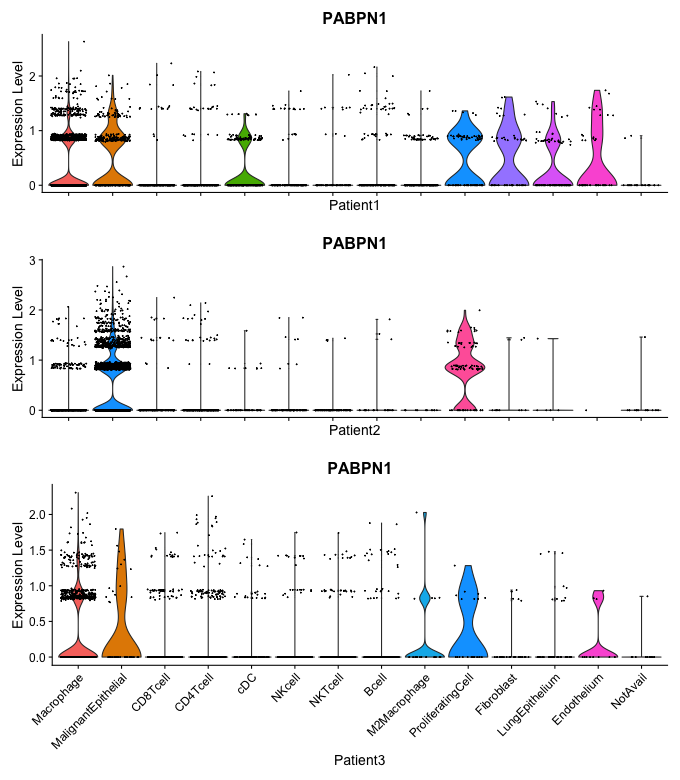 PABPN1
Expression Level
2
1
0
Patient1
PABPN1
Expression Level
3
2
1
0
Patient2
PABPN1
Expression Level
2.0
1.5
1.0
0.5
0.0
Macrophage
MalignantEpithelial
CD8Tcell
CD4Tcell
cDC
NKcell
NKTcell
Bcell
M2Macrophage
ProliferatingCell
Fibroblast
LungEpithelium
Endothelium
NotAvail
Patient3